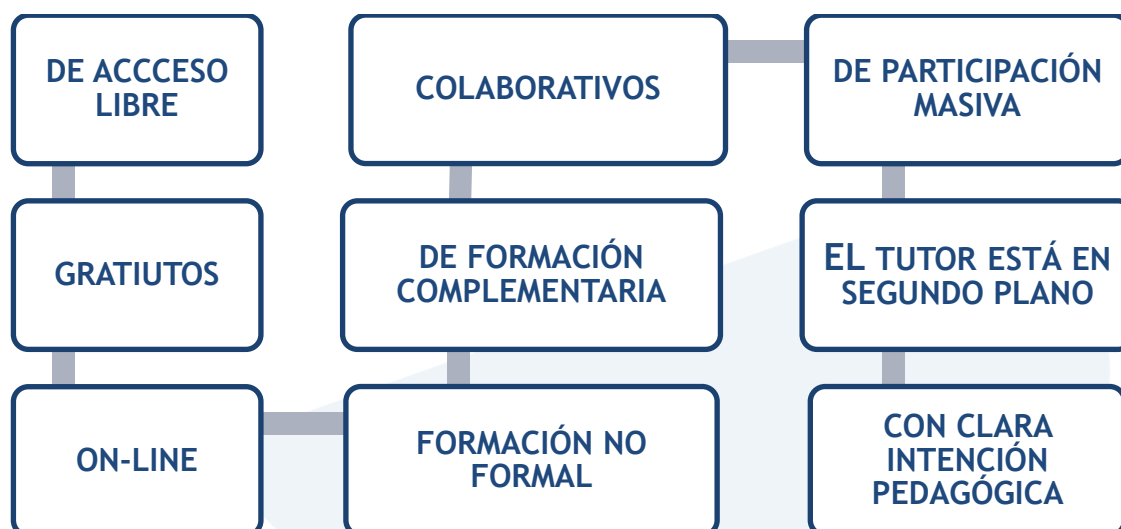 DE ACCCESO
LIBRE
GRATIUTOS
ON-LINE
FORMACIÓN NO
FORMAL
DE FORMACIÓN
COMPLEMENTARIA
COLABORATIVOS
DE PARTICIPACIÓN
MASIVA
EL TUTOR ESTÁ EN
SEGUNDO PLANO
CON CLARA
INTENCIÓN
PEDAGÓGICA